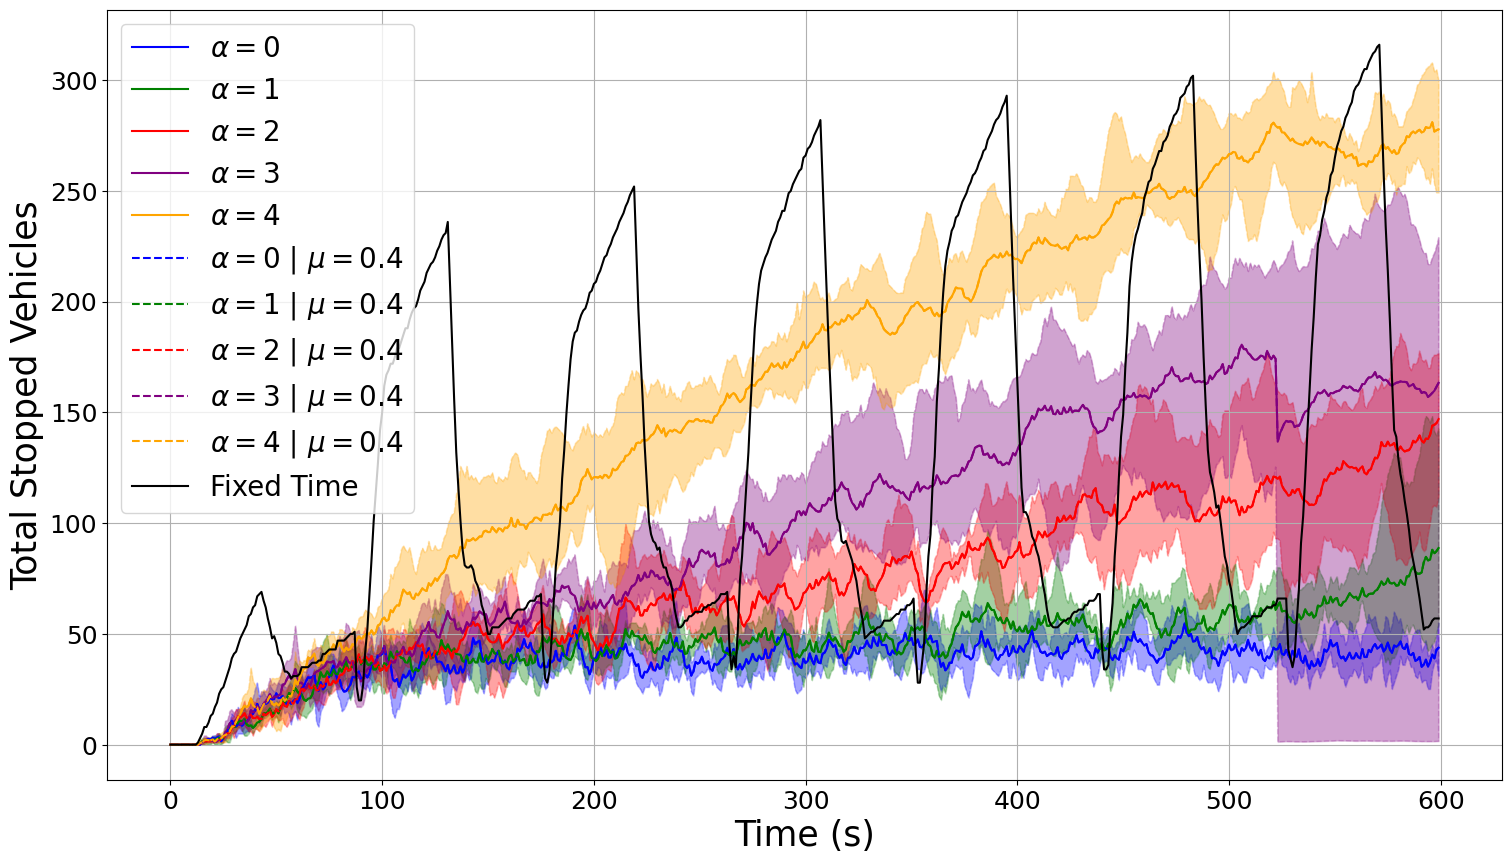 Total Stopped Vehicles
300
250
200
150
100
50
0
α = 0
α = 1
α = 2
α = 3
α = 4
α = 0 | μ = 0.4
α = 1 | μ = 0.4
α = 2 | μ = 0.4
α = 3 | μ = 0.4
α = 4 | μ = 0.4
Fixed Time
0 100 200 300 400 500 600
Time (s)